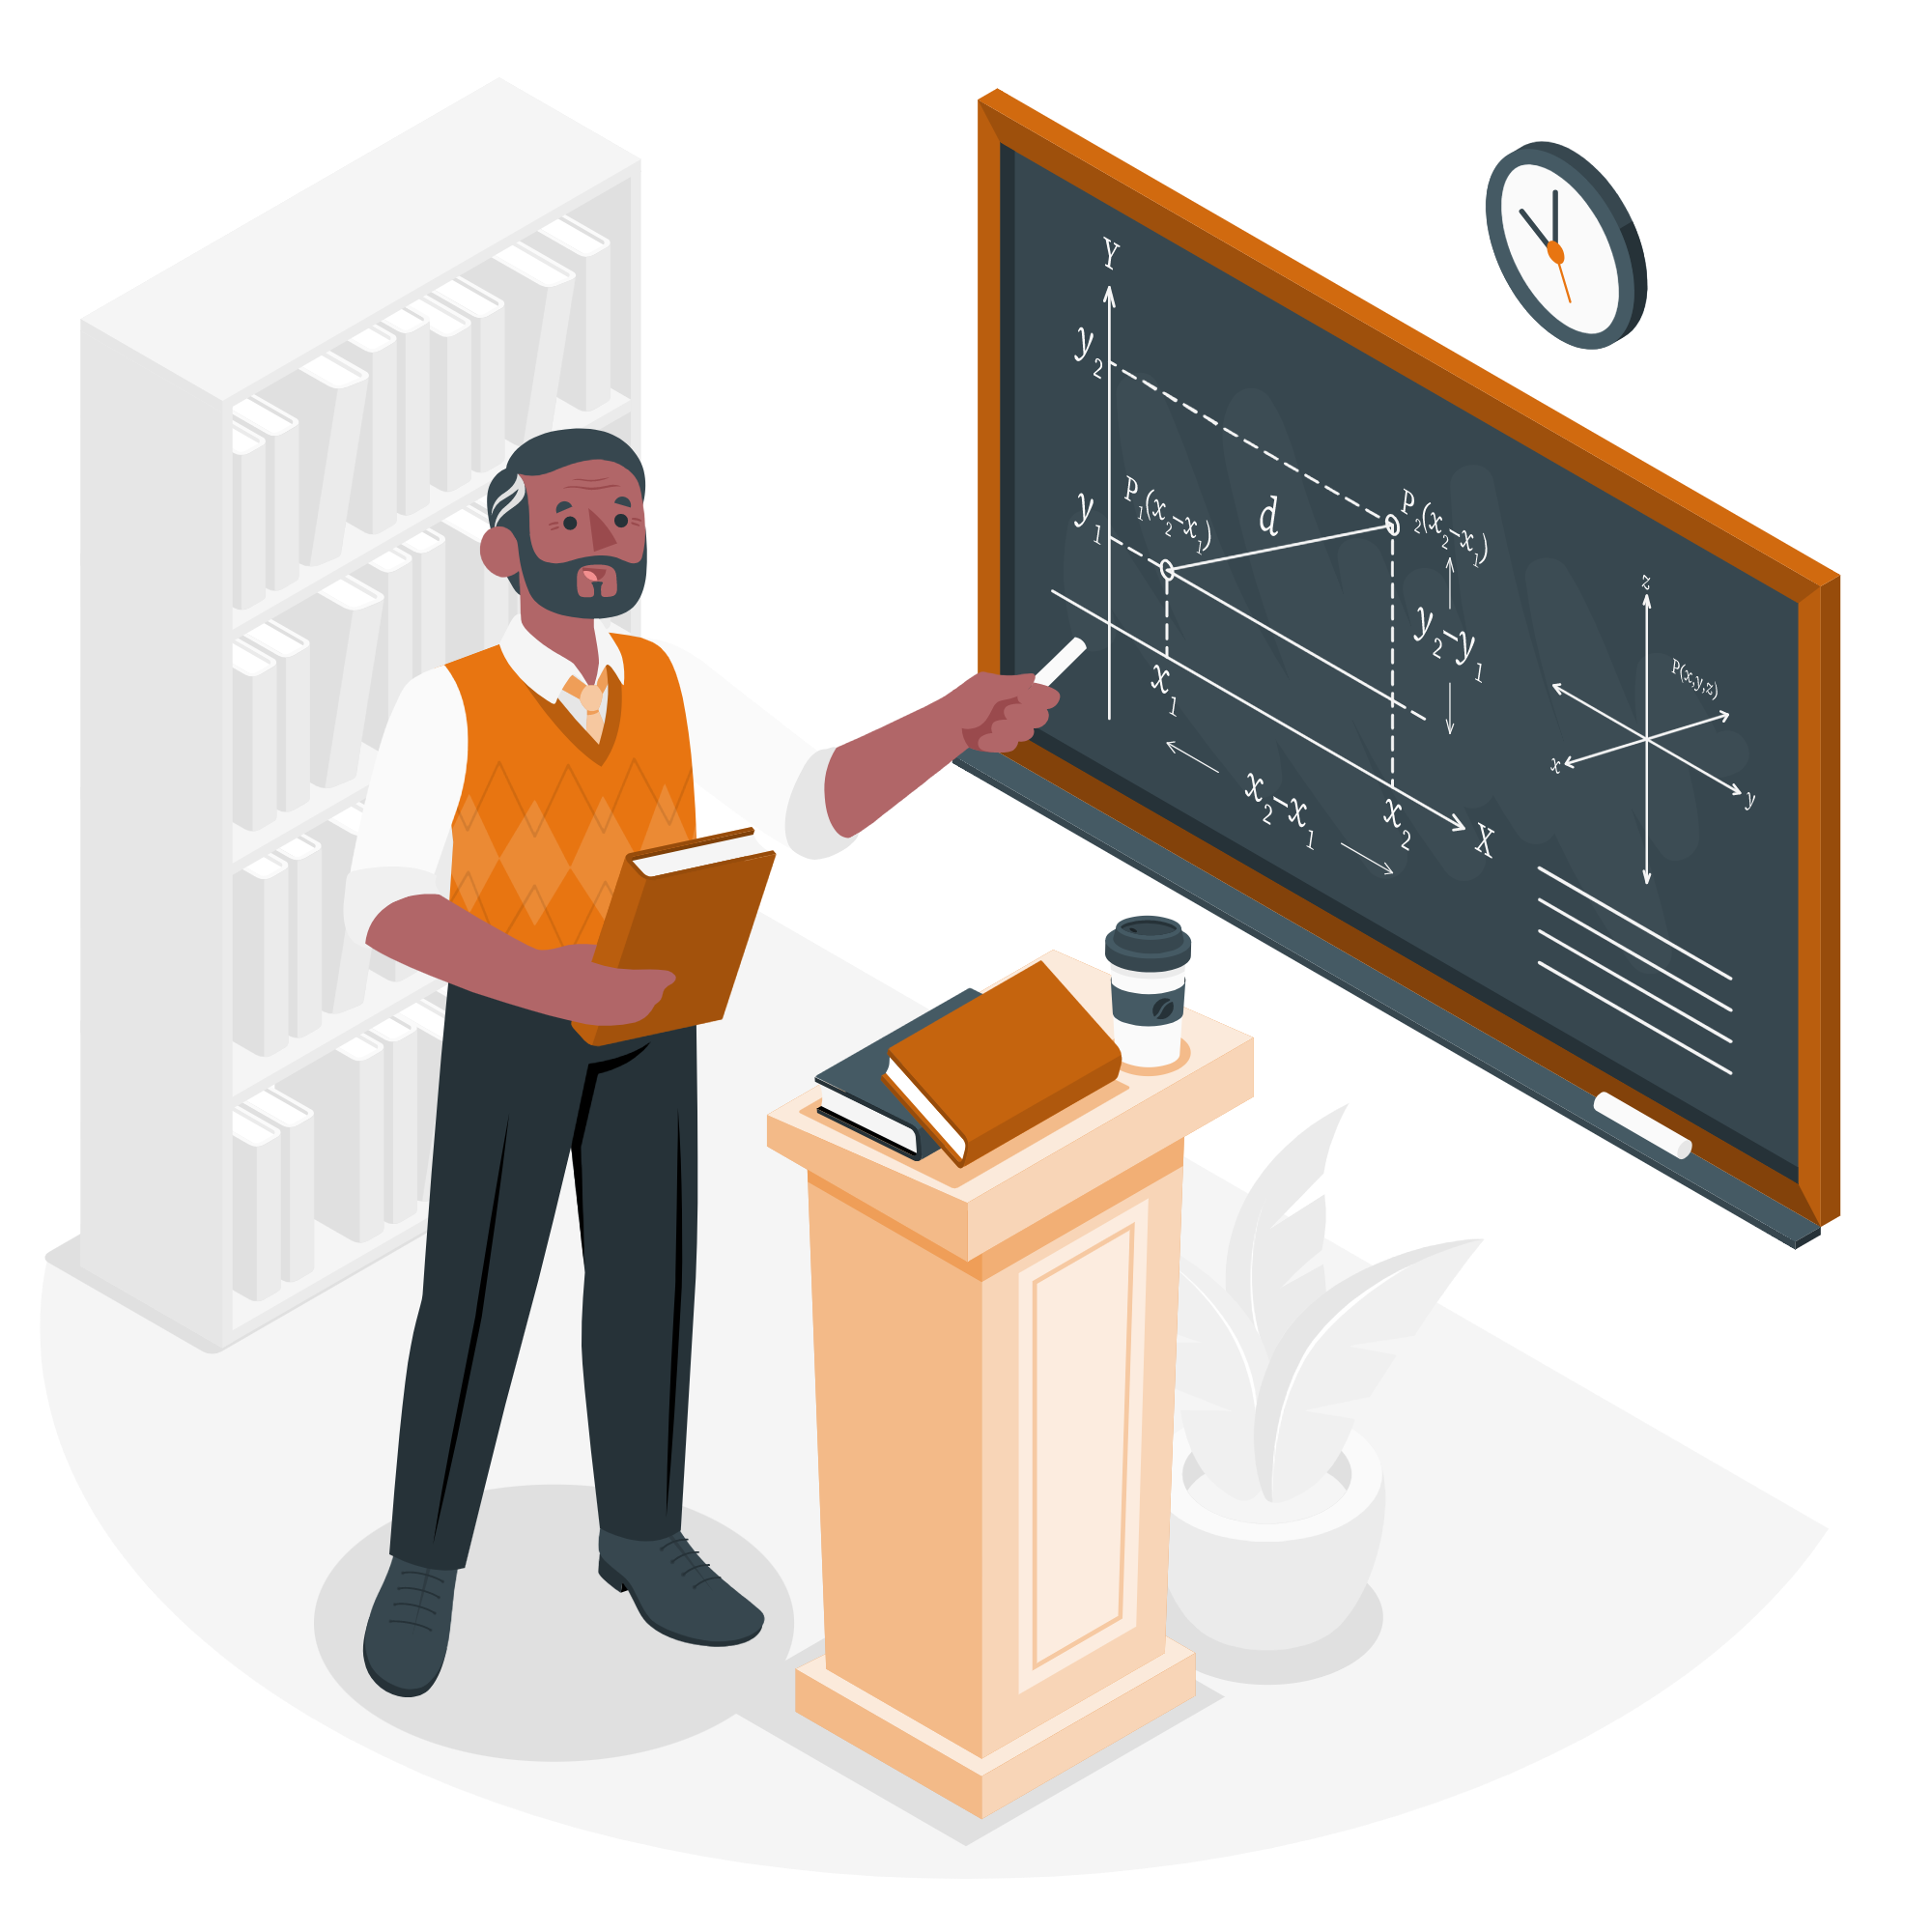 Y
y₂
P₁(x₂-x₁)
d
P₂(x₂-x₁)
y₁
y₂-y₁
x₁
x₂-x₁
x₂
X
z
P(x,y,z)
x
y